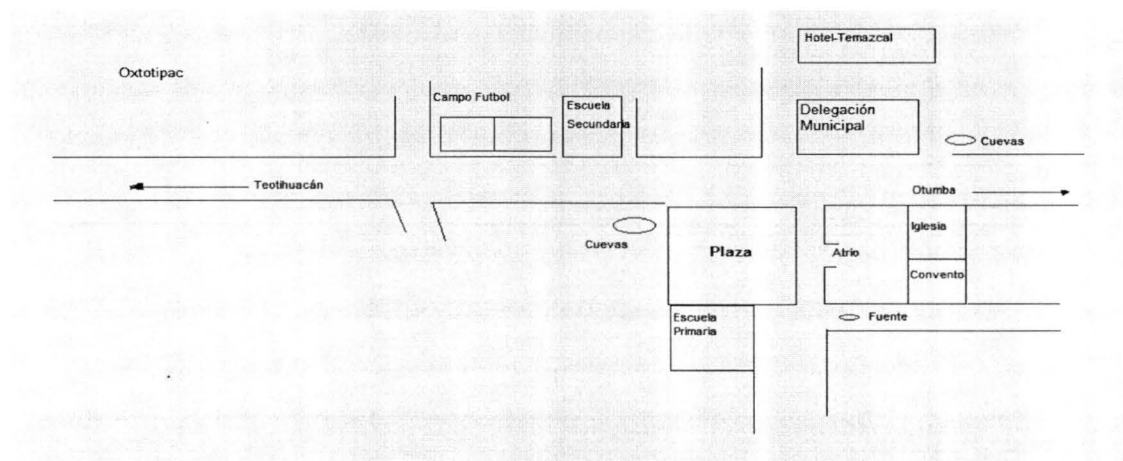 Hotel-Temazcal
Oxtotipac
Campo Futbol
Escuela
Secundaria
Delegación
Municipal
Cuevas
Teotihuacán
Otumba
Cuevas
Plaza
Atrio
Iglesia
Convento
Escuela
Primaria
Fuente